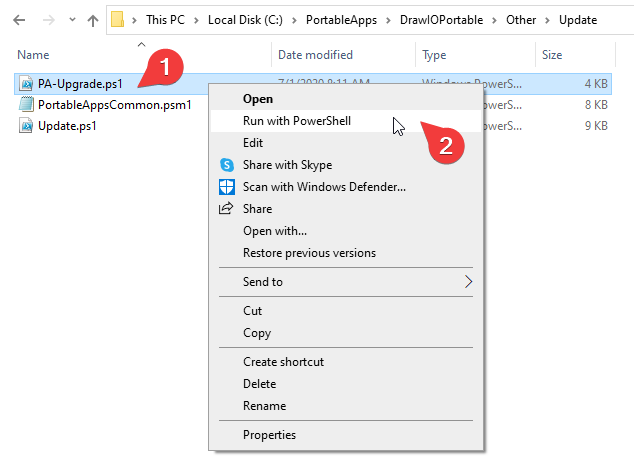 This PC > Local Disk (C:) > PortableApps > DrawIOPortable > Other > Update
Name Date modified Type Size
1
PA-Upgrade.ps1 7/1/2020 8:11 AM Windows PowerS... 4 KB
PortableAppsCommon.psm1 PowerS... 8 KB
Update.ps1 PowerS... 9 KB
Open
Run with PowerShell
2
Edit
Share with Skype
Scan with Windows Defender...
Share
Open with...
Restore previous versions
Send to
Cut
Copy
Create shortcut
Delete
Rename
Properties